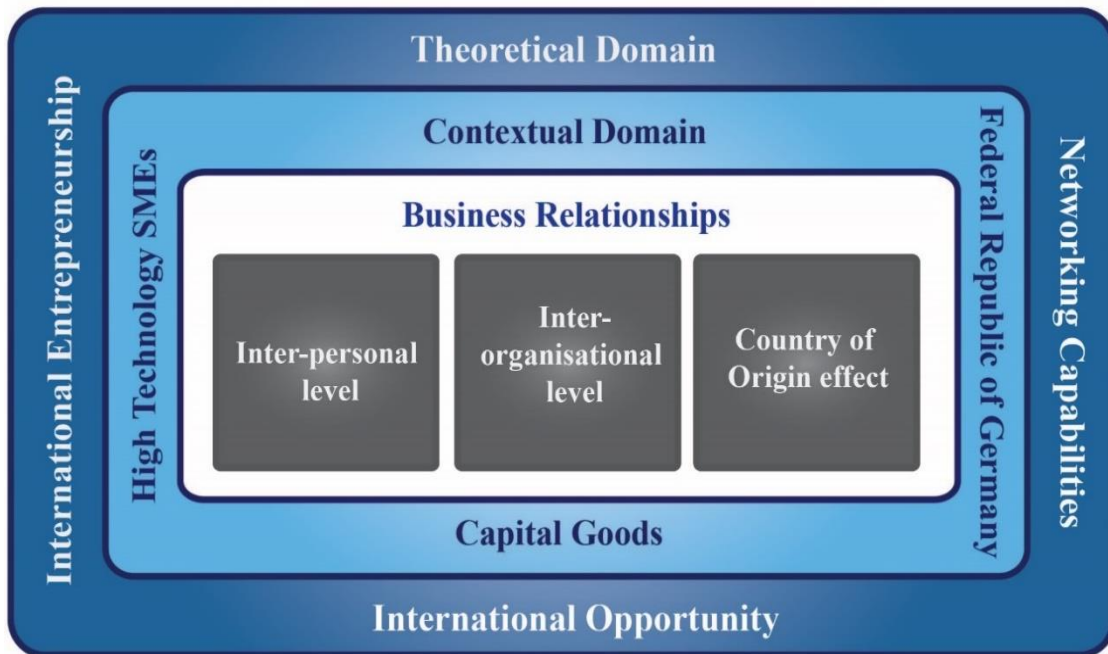 Theoretical Domain
International Entrepreneurship
Contextual Domain
High Technology SMEs
Business Relationships
Inter-personal
level
Inter-
organisational
level
Country of
Origin effect
Federal Republic of Germany
Networking Capabilities
Capital Goods
International Opportunity